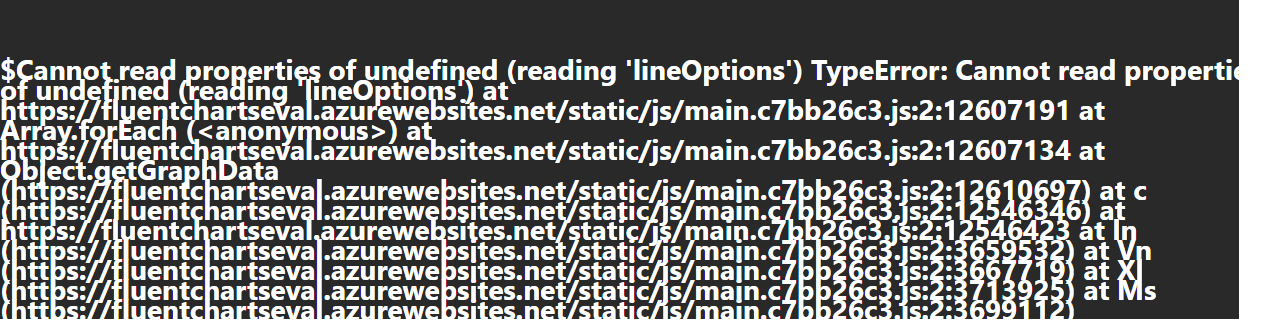 $Cannot read properties of undefined (reading 'lineOptions') TypeError: Cannot read propertie
of undefined (reading 'lineOptions') at
https://fluentchartseval.azurewebsites.net/static/js/main.c7bb26c3.js:2:12607191 at
Array.forEach (<anonymous>) at
https://fluentchartseval.azurewebsites.net/static/js/main.c7bb26c3.js:2:12607134 at
Object.getGraphData
(https://fluentchartseval.azurewebsites.net/static/js/main.c7bb26c3.js:2:12610697) at c
(https://fluentchartseval.azurewebsites.net/static/js/main.c7bb26c3.js:2:12546346) at
https://fluentchartseval.azurewebsites.net/static/js/main.c7bb26c3.js:2:12546423 at
(https://fluentchartseval.azurewebsites.net/static/js/main.c7bb26c3.js:2:3659532) at Vn
(https://fluentchartseval.azurewebsites.net/static/js/main.c7bb26c3.js:2:3667719) at
(https://fluentchartseval.azurewebsites.net/static/js/main.c7bb26c3.js:2:3713925) at Ms
(https://fluentchartseval.azurewebsites.net/static/js/main.c7bb26c3.js:2:3699112)